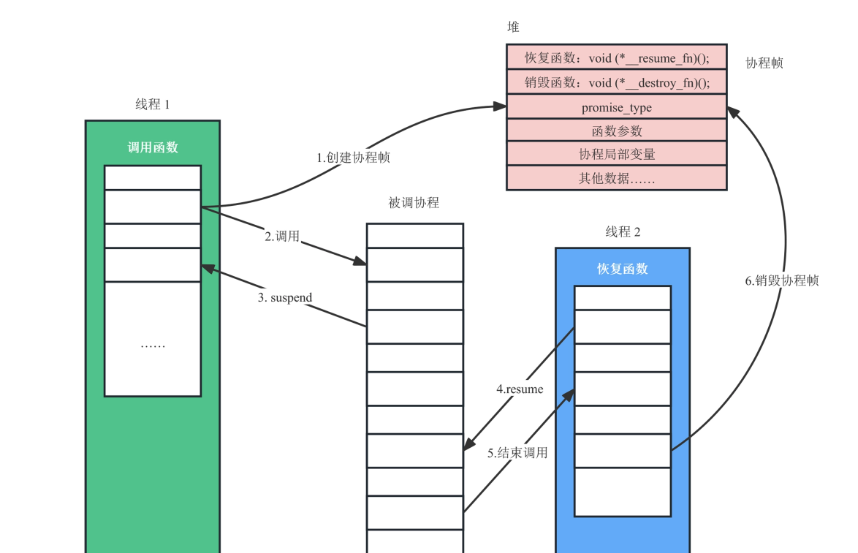 堆
恢复函数：void (*__resume_fn)();
协程帧
销毁函数：void (*__destroy_fn)();
promise_type
函数参数
协程局部变量
其他数据……
线程 1
调用函数
1.创建协程帧
2.调用
3. suspend
……
被调协程
线程 2
恢复函数
4.resume
5.结束调用
6.销毁协程帧